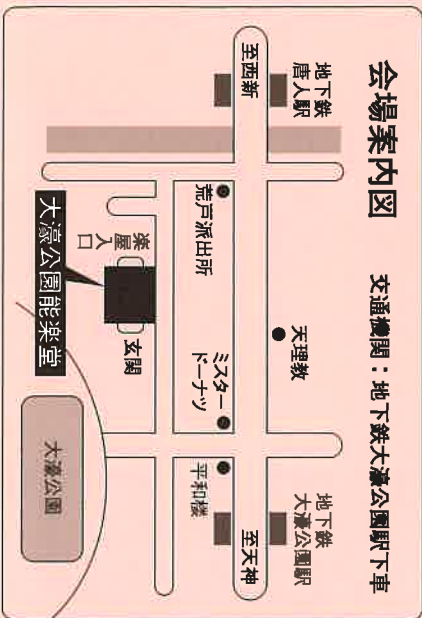 会場案内図
交通機関：地下鉄大濠公園駅下車
地下鉄
唐人駅
至西新
荒戸派出所
天理教
ミスター
ドーナツ
平和楼
地下鉄
大濠公園駅
至天神
楽屋
入口
玄関
大濠公園能楽堂
大濠公園